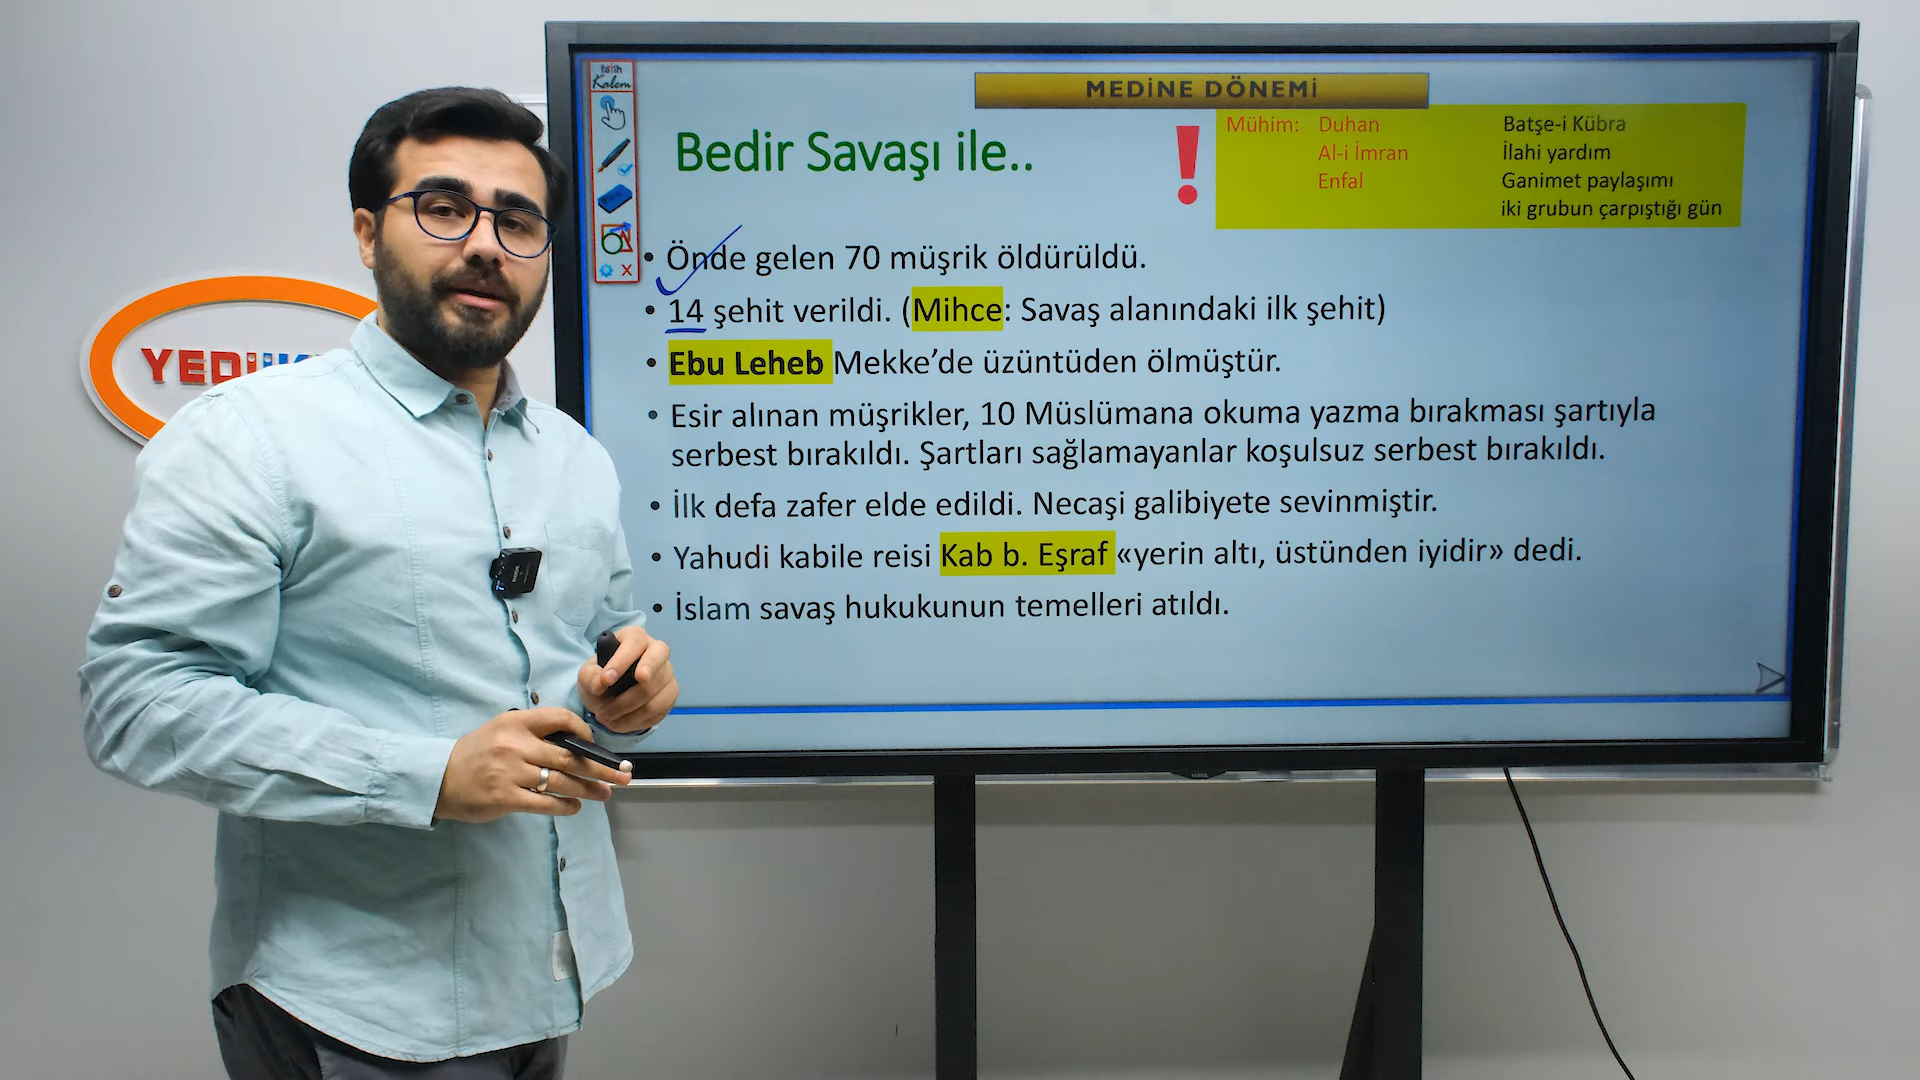 fatih
Kalem
MEDİNE DÖNEMİ
Bedir Savaşı ile..
Mühim: Duhan Batşe-i Kübra
Al-i İmran İlahi yardım
Enfal Ganimet paylaşımı
iki grubun çarpıştığı gün
• Önde gelen 70 müşrik öldürüldü.
• 14 şehit verildi. (Mihce: Savaş alanındaki ilk şehit)
• Ebu Leheb Mekke’de üzüntüden ölmüştür.
• Esir alınan müşrikler, 10 Müslümana okuma yazma bırakması şartıyla
serbest bırakıldı. Şartları sağlamayanlar koşulsuz serbest bırakıldı.
• İlk defa zafer elde edildi. Necaşi galibiyete sevinmiştir.
• Yahudi kabile reisi Kab b. Eşraf «yerin altı, üstünden iyidir» dedi.
• İslam savaş hukukunun temelleri atıldı.